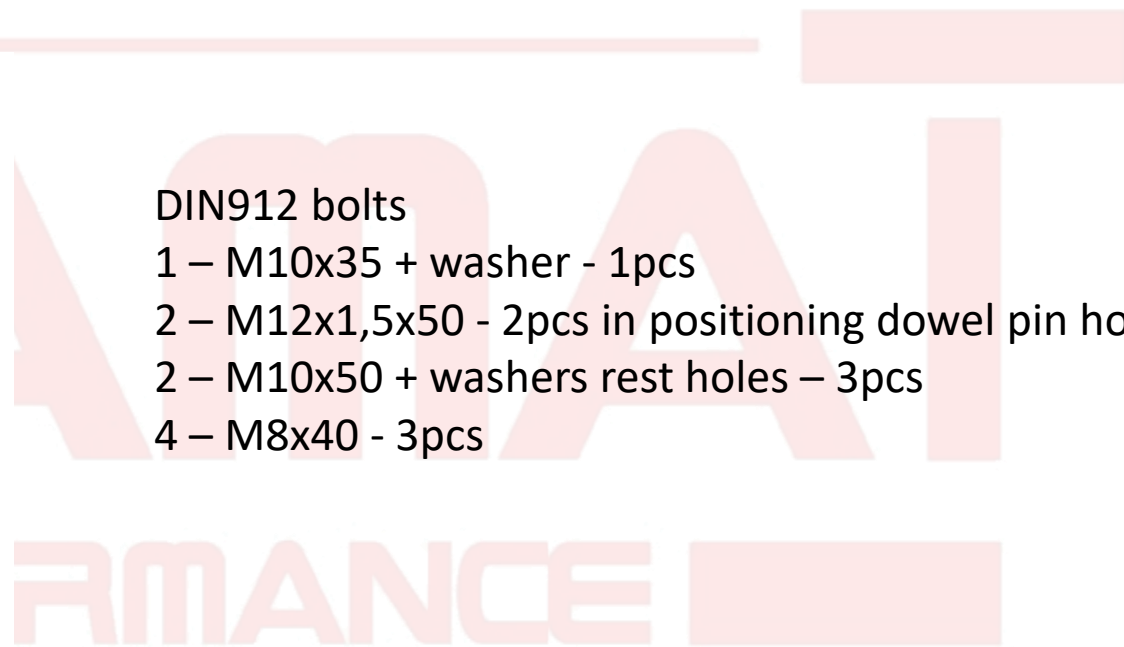 DIN912 bolts
1 – M10x35 + washer - 1pcs
2 – M12x1,5x50 - 2pcs in positioning dowel pin
2 – M10x50 + washers rest holes – 3pcs
4 – M8x40 - 3pcs